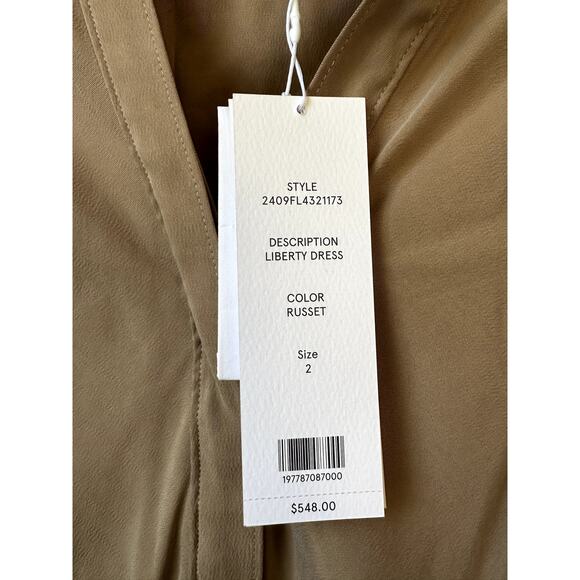 STYLE
2409FL4321173
DESCRIPTION
LIBERTY DRESS
COLOR
RUSSET
Size
2
197787087000
$548.00